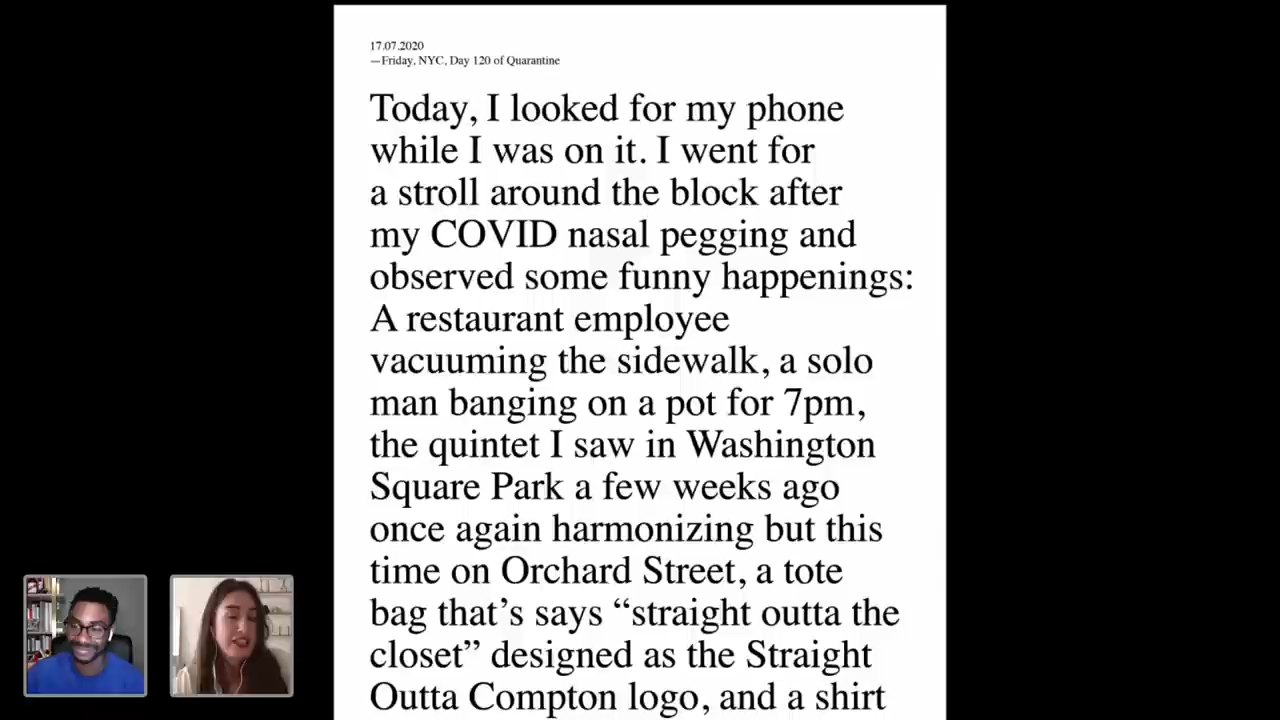 17.07.2020
—Friday, NYC, Day 120 of Quarantine
Today, I looked for my phone
while I was on it. I went for
a stroll around the block after
my COVID nasal pegging and
observed some funny happenings:
A restaurant employee
vacuuming the sidewalk, a solo
man banging on a pot for 7pm,
the quintet I saw in Washington
Square Park a few weeks ago
once again harmonizing but this
time on Orchard Street, a tote
bag that’s says “straight outta the
closet” designed as the Straight
Outta Compton logo, and a shirt